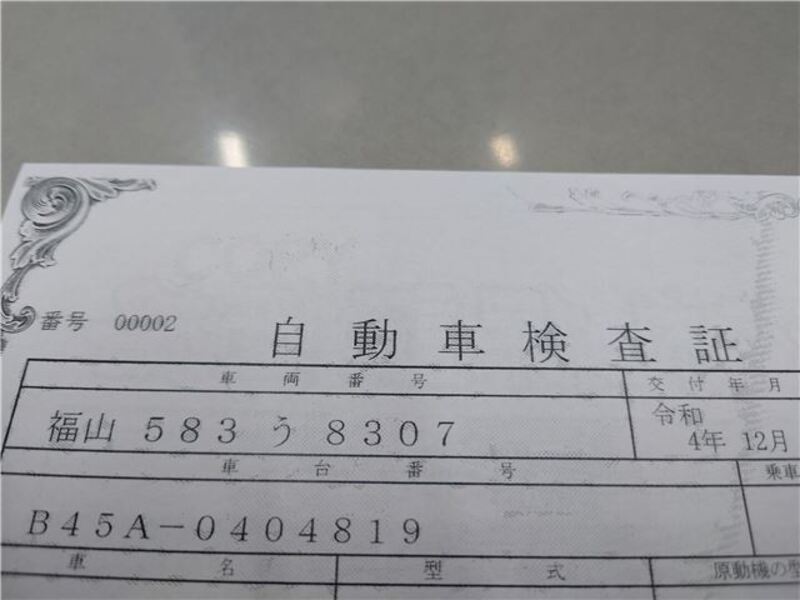 番号 00002
自動車検査証
車両番号 交付年月
福山 583 う 8307 令和
4年 12月
車台番号 乗車
B45A-0404819
車名 型式 原動機の型